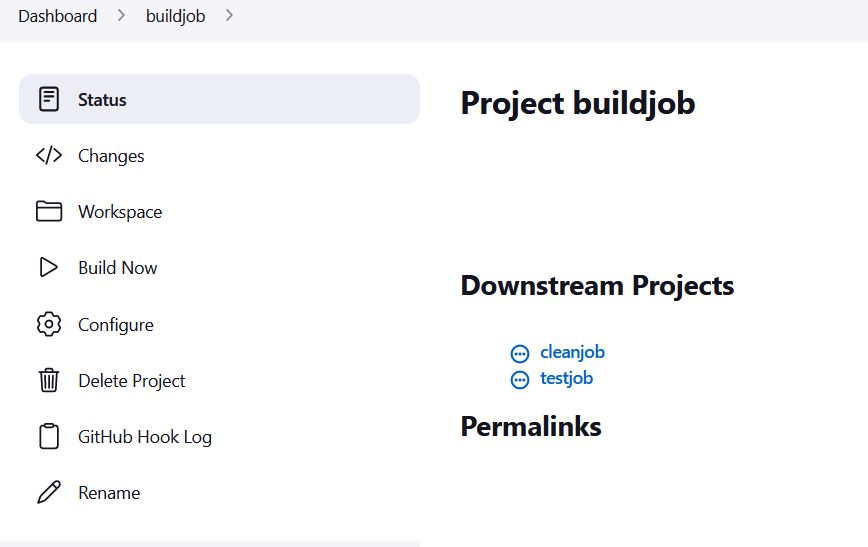 Dashboard > buildjob >
Status
Changes
Workspace
Build Now
Configure
Delete Project
GitHub Hook Log
Rename
Project buildjob
Downstream Projects
cleanjob
testjob
Permalinks